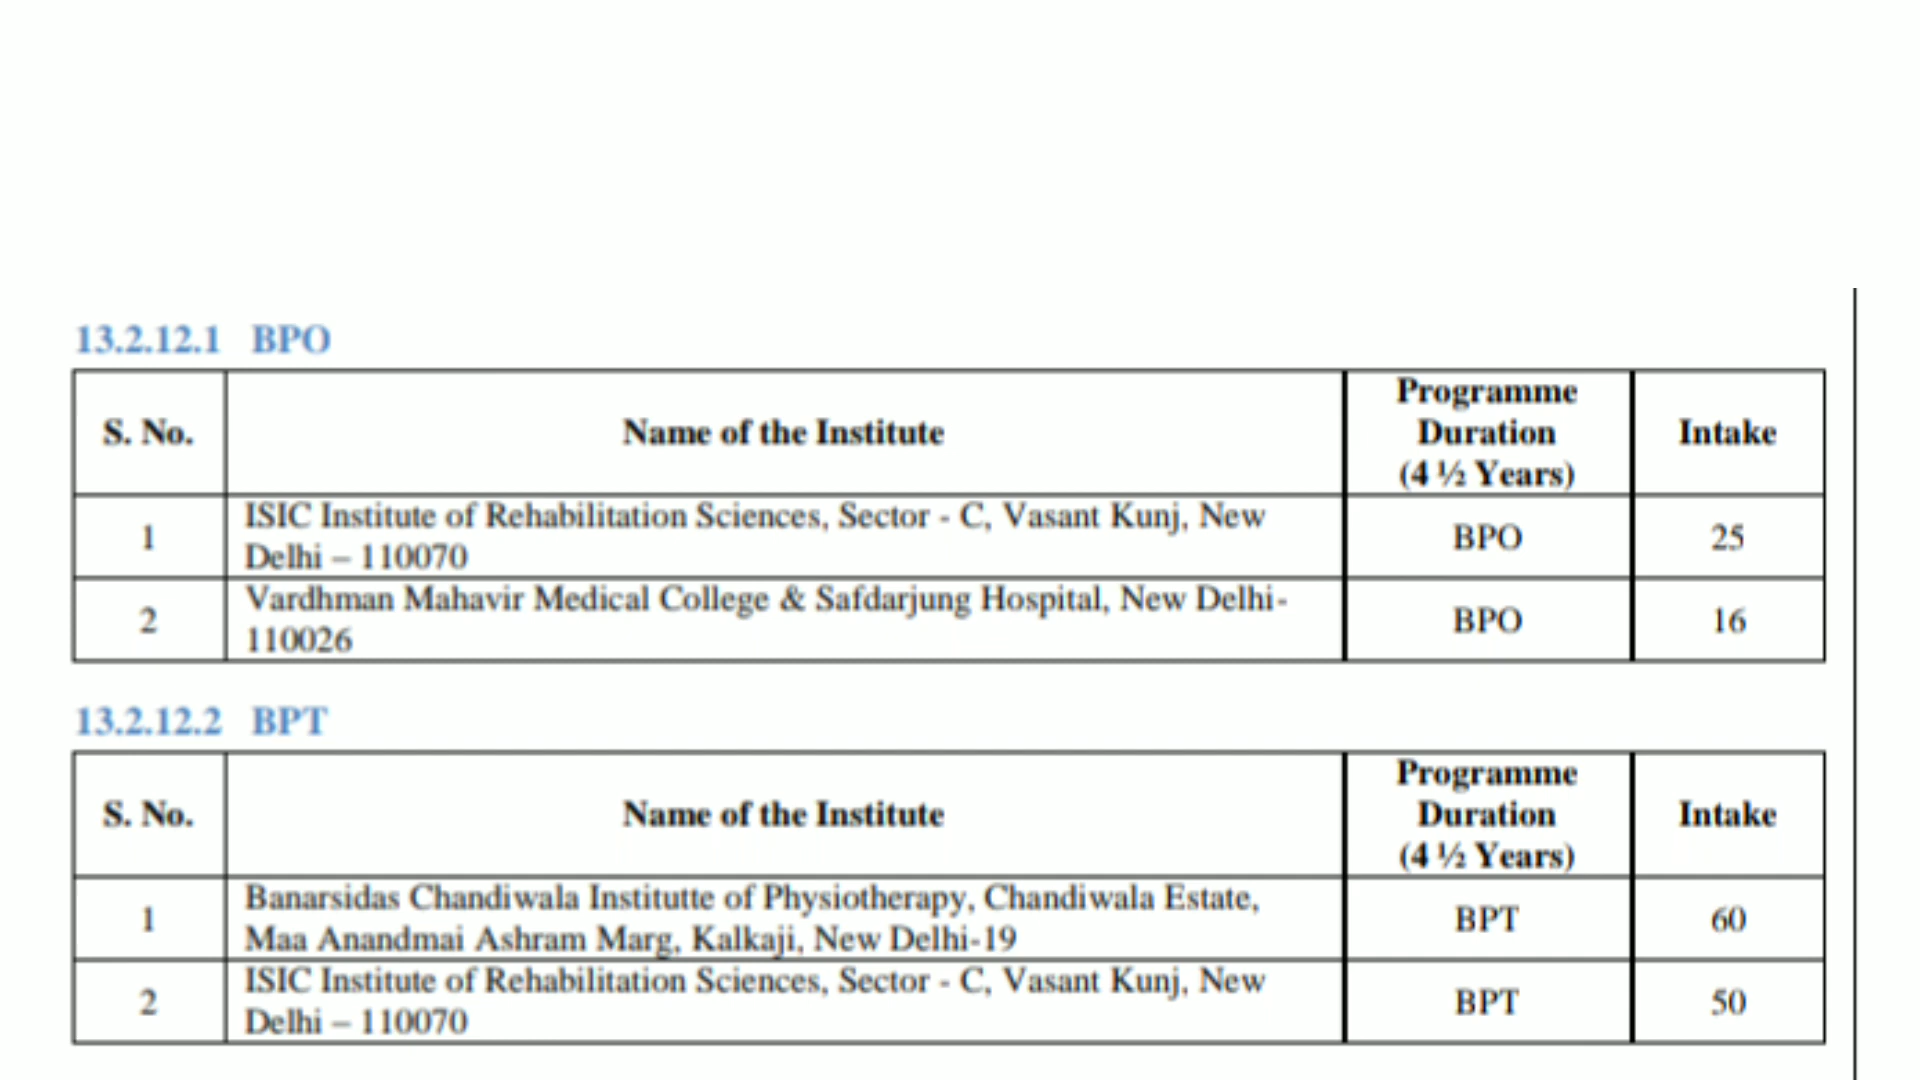 13.2.12.1 BPO
S. No. Name of the Institute Programme Duration (4 ½ Years) Intake
1 ISIC Institute of Rehabilitation Sciences, Sector - C, Vasant Kunj, New
Delhi – 110070 BPO 25
2 Vardhman Mahavir Medical College & Safdarjung Hospital, New Delhi-
110026 BPO 16
13.2.12.2 BPT
S. No. Name of the Institute Programme Duration (4 ½ Years) Intake
1 Banarsidas Chandiwala Institutte of Physiotherapy, Chandiwala Estate,
Maa Anandmai Ashram Marg, Kalkaji, New Delhi-19 BPT 60
2 ISIC Institute of Rehabilitation Sciences, Sector - C, Vasant Kunj, New
Delhi – 110070 BPT 50